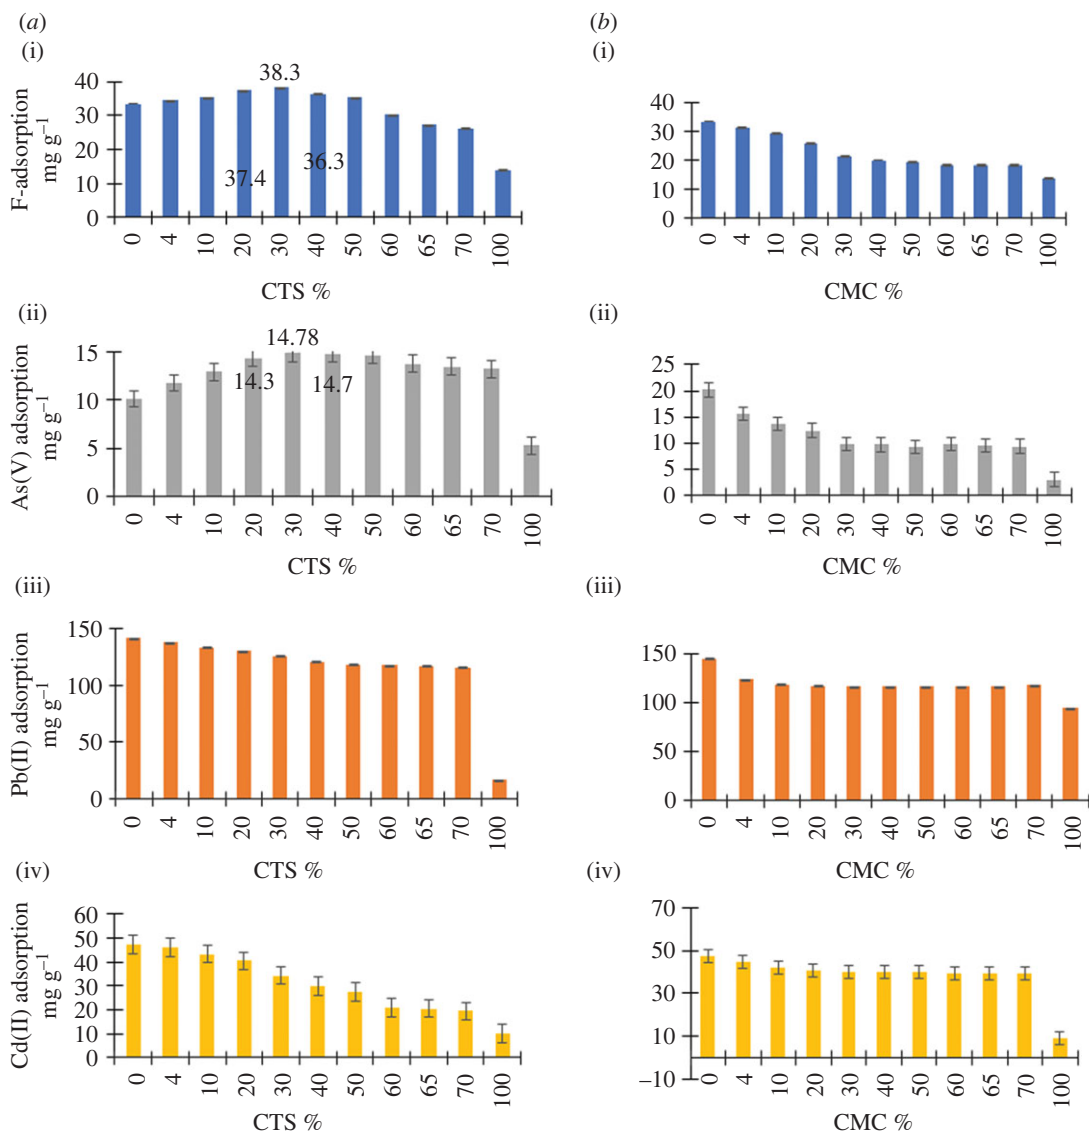 (a)
(i)
F-adsorption
mg g⁻¹
40
30
20
10
0
38.3
37.4
36.3
0 4 10 20 30 40 50 60 65 70 100
CTS %
(ii)
As(V) adsorption
mg g⁻¹
15
10
5
0
14.78
14.3
14.7
0 4 10 20 30 40 50 60 65 70 100
CTS %
(iii)
Pb(II) adsorption
mg g⁻¹
150
100
50
0
0 4 10 20 30 40 50 60 65 70 100
CTS %
(iv)
Cd(II) adsorption
mg g⁻¹
60
50
40
30
20
10
0
0 4 10 20 30 40 50 60 65 70 100
CTS %
(b)
(i)
40
30
20
10
0
0 4 10 20 30 40 50 60 65 70 100
CMC %
(ii)
25
20
15
10
5
0
0 4 10 20 30 40 50 60 65 70 100
CMC %
(iii)
150
100
50
0
0 4 10 20 30 40 50 60 65 70 100
CMC %
(iv)
70
50
30
10
–10
0 4 10 20 30 40 50 60 65 70 100
CMC %